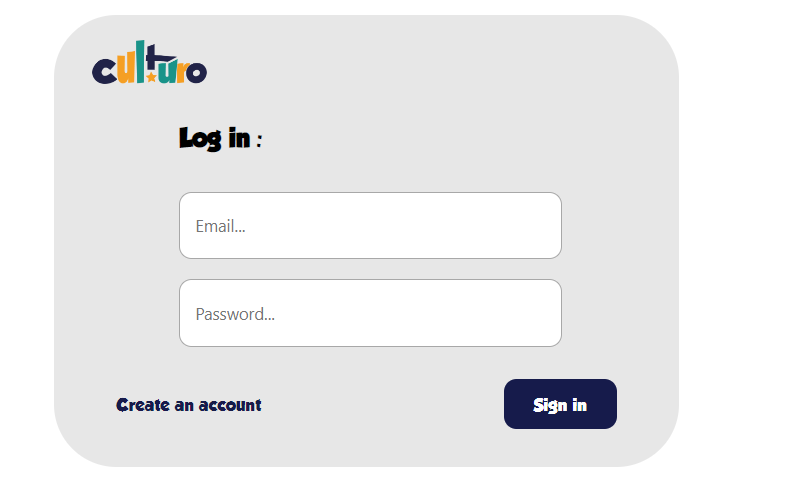 culturo
Log in :
Email...
Password...
Create an account
Sign in